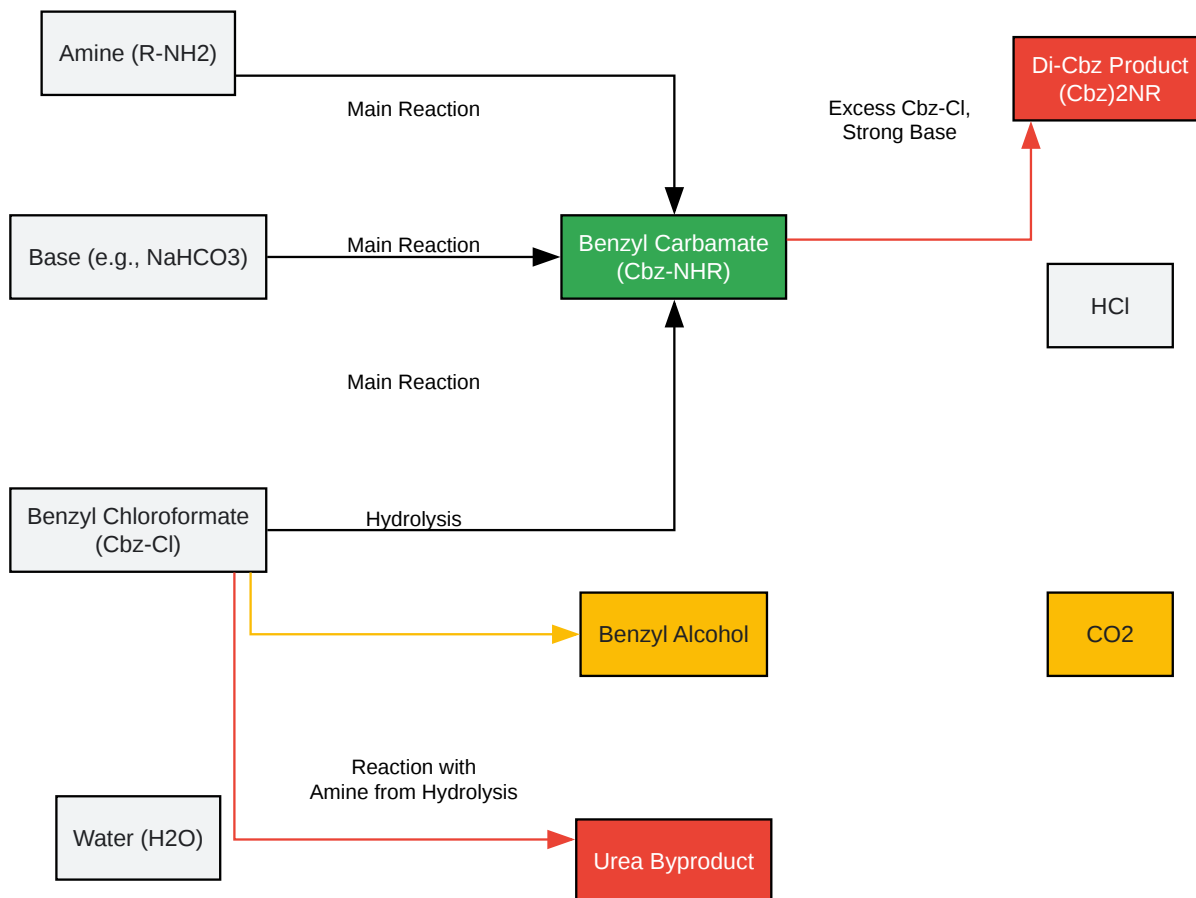 Amine (R-NH2)
Di-Cbz Product
(Cbz)2NR
Main Reaction
Excess Cbz-Cl,
Strong Base
Base (e.g., NaHCO3)
Main Reaction
Benzyl Carbamate
(Cbz-NHR)
HCl
Main Reaction
Benzyl Chloroformate
(Cbz-Cl)
Hydrolysis
Benzyl Alcohol
CO2
Reaction with
Amine from Hydrolysis
Water (H2O)
Urea Byproduct